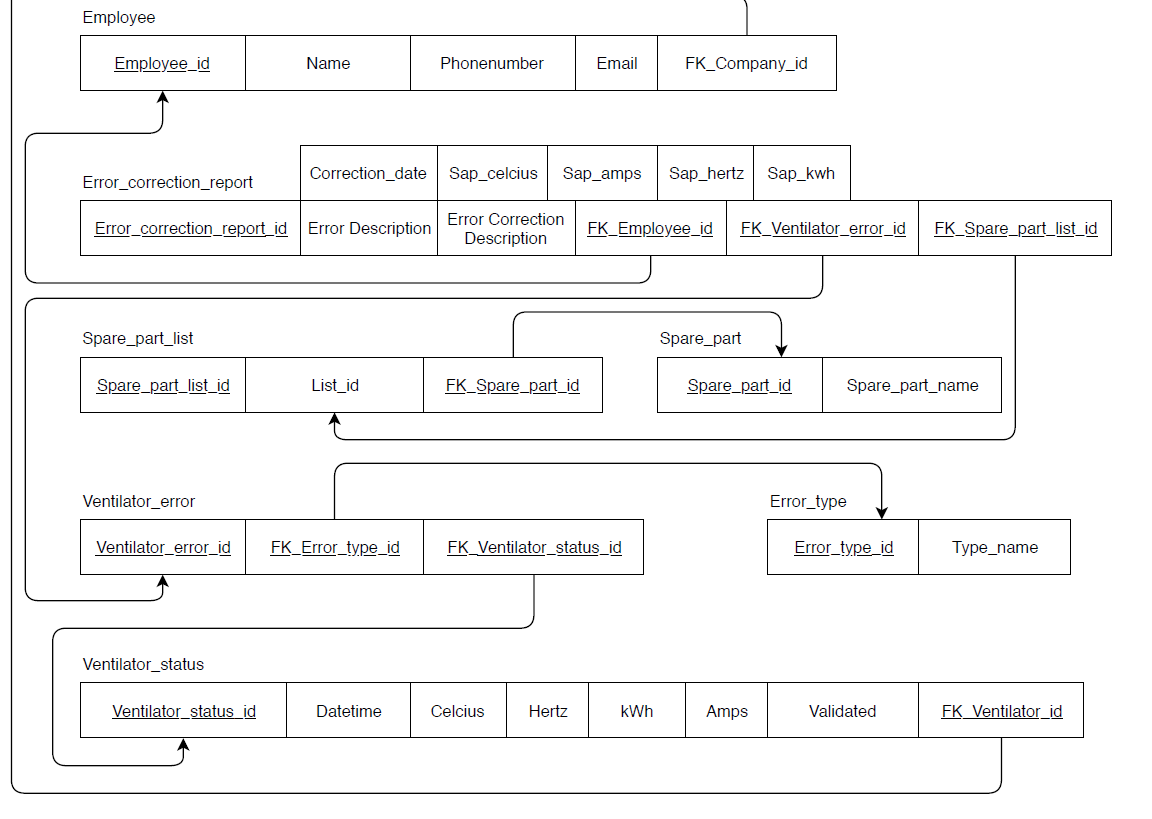 Employee
Employee_id Name Phonenumber Email FK_Company_id
Correction_date Sap_celcius Sap_amps Sap_hertz Sap_kwh
Error_correction_report
Error_correction_report_id Error Description Error Correction Description FK_Employee_id FK_Ventilator_error_id FK_Spare_part_list_id
Spare_part_list Spare_part
Spare_part_list_id List_id FK_Spare_part_id Spare_part_id Spare_part_name
Ventilator_error Error_type
Ventilator_error_id FK_Error_type_id FK_Ventilator_status_id Error_type_id Type_name
Ventilator_status
Ventilator_status_id Datetime Celcius Hertz kWh Amps Validated FK_Ventilator_id